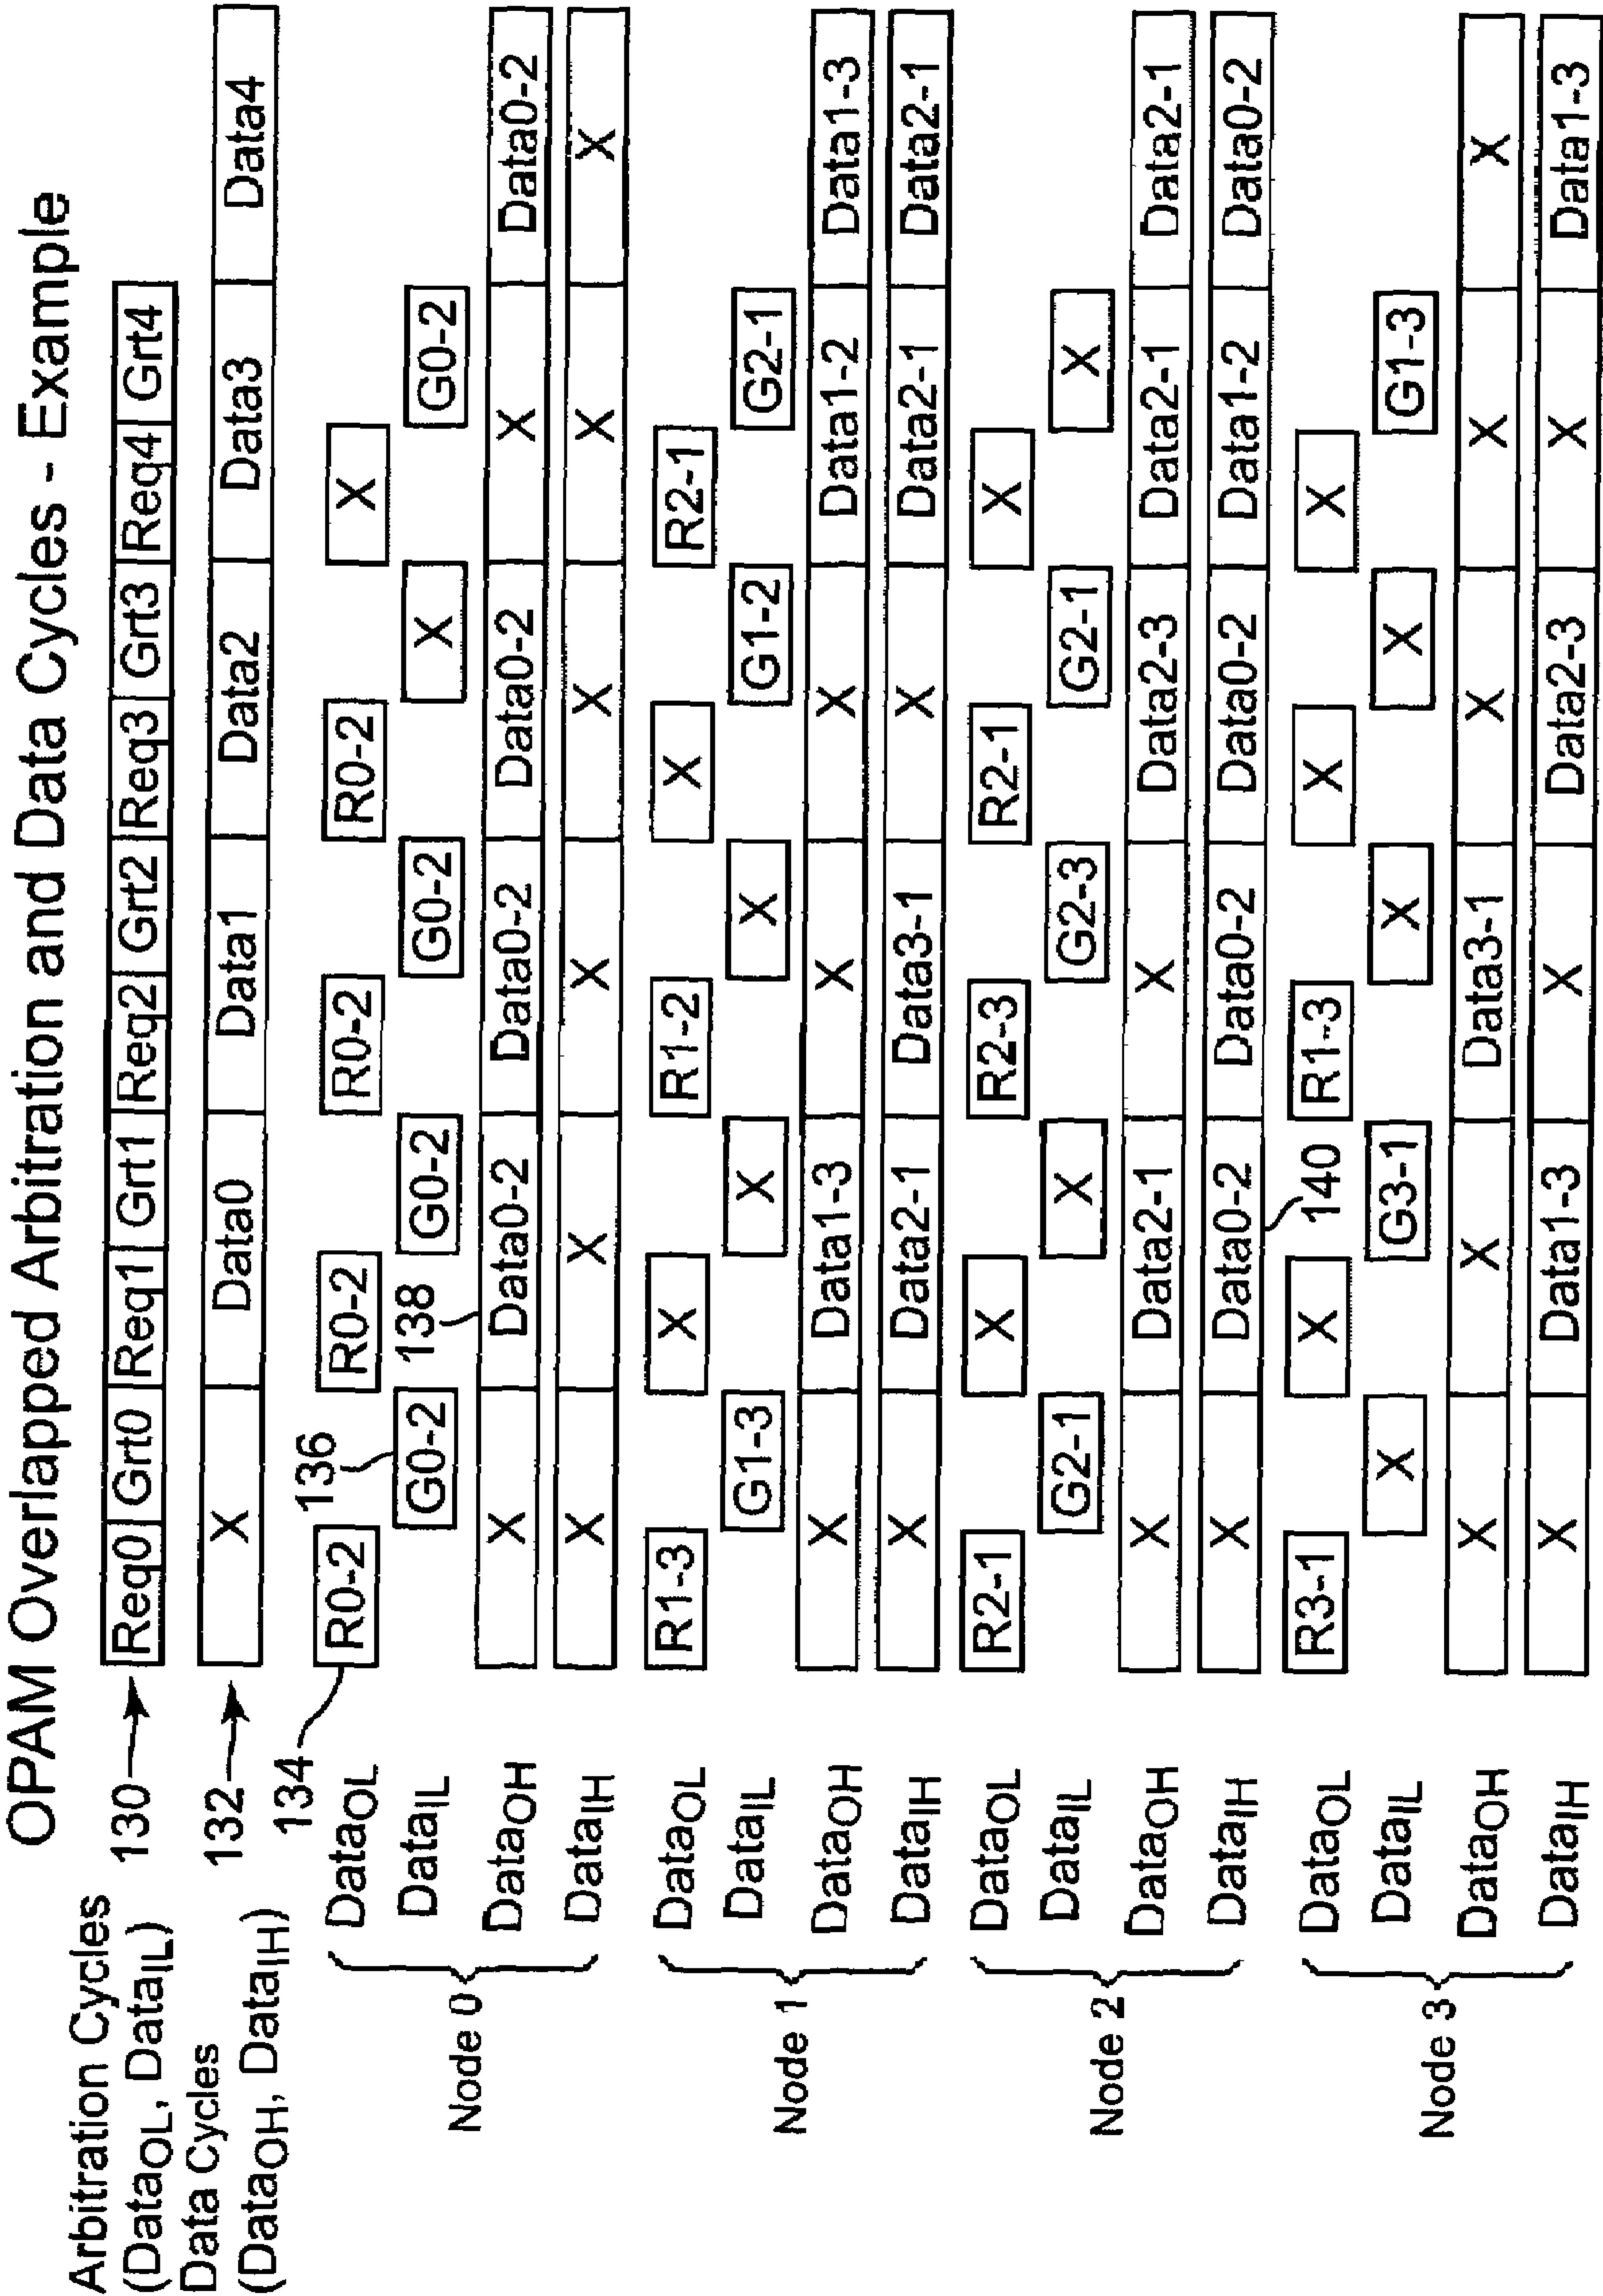 OPAM Overlapped Arbitration and Data Cycles - Example
Arbitration Cycles
(DataOL, DataIL)
130 Req0 Grt0 Req1 Grt1 Req2 Grt2 Req3 Grt3 Req4 Grt4
Data Cycles
(DataOH, DataIH)
132 X Data0 Data1 Data2 Data3 Data4
134 136 138
Node 0
DataOL R0-2 R0-2 R0-2 R0-2 X
DataIL G0-2 G0-2 G0-2 X G0-2
DataOH X Data0-2 Data0-2 Data0-2 X Data0-2
DataIH X X X X X X
Node 1
DataOL R1-3 X R1-2 X R2-1
DataIL G1-3 X X G1-2 G2-1
DataOH X Data1-3 X X Data1-2 Data1-3
DataIH X Data2-1 Data3-1 X Data2-1 Data2-1
Node 2
DataOL R2-1 X R2-3 R2-1 X
DataIL G2-1 X G2-3 G2-1 X
DataOH X Data2-1 X Data2-3 Data2-1 Data2-1
DataIH X Data0-2 Data0-2 Data0-2 Data1-2 Data0-2
140
Node 3
DataOL R3-1 X R1-3 X X
DataIL X G3-1 X X G1-3
DataOH X X Data3-1 X X X
DataIH X Data1-3 X Data2-3 X Data1-3